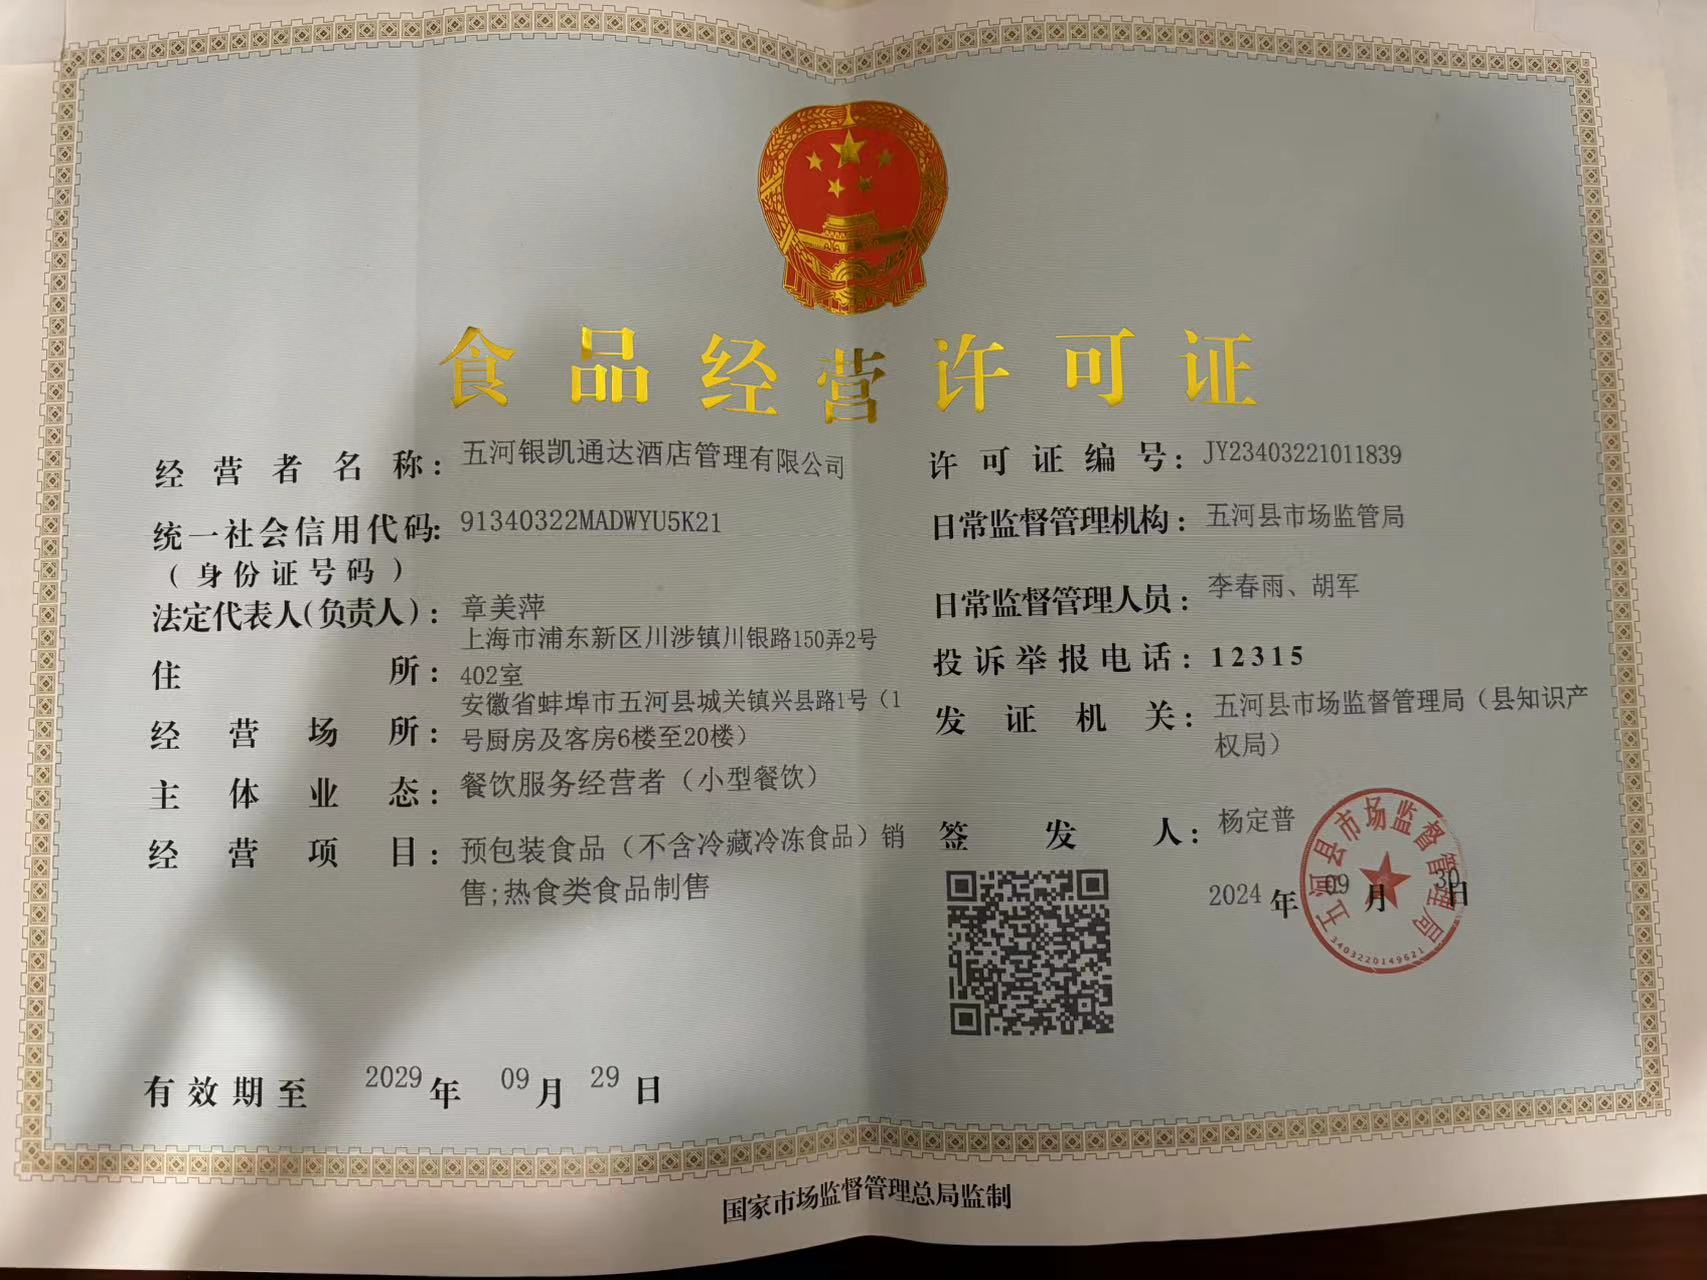 食品经营许可证
经营者名称：五河银凯通达酒店管理有限公司
统一社会信用代码：91340322MADWYU5K21
（身份证号码）
法定代表人(负责人)：章美萍
住所：上海市浦东新区川涉镇川银路150弄2号
402室
经营场所：安徽省蚌埠市五河县城关镇兴县路1号（1
号厨房及客房6楼至20楼）
主体业态：餐饮服务经营者（小型餐饮）
经营项目：预包装食品（不含冷藏冷冻食品）销
售;热食类食品制售
有效期至 2029年 09月 29日
许可证编号：JY23403221011839
日常监督管理机构：五河县市场监管局
日常监督管理人员：李春雨、胡军
投诉举报电话：12315
发证机关：五河县市场监督管理局（县知识产
权局）
签发人：杨定普
2024年 09月 30日
五河县市场监督管理局
3403220149621
国家市场监督管理总局监制